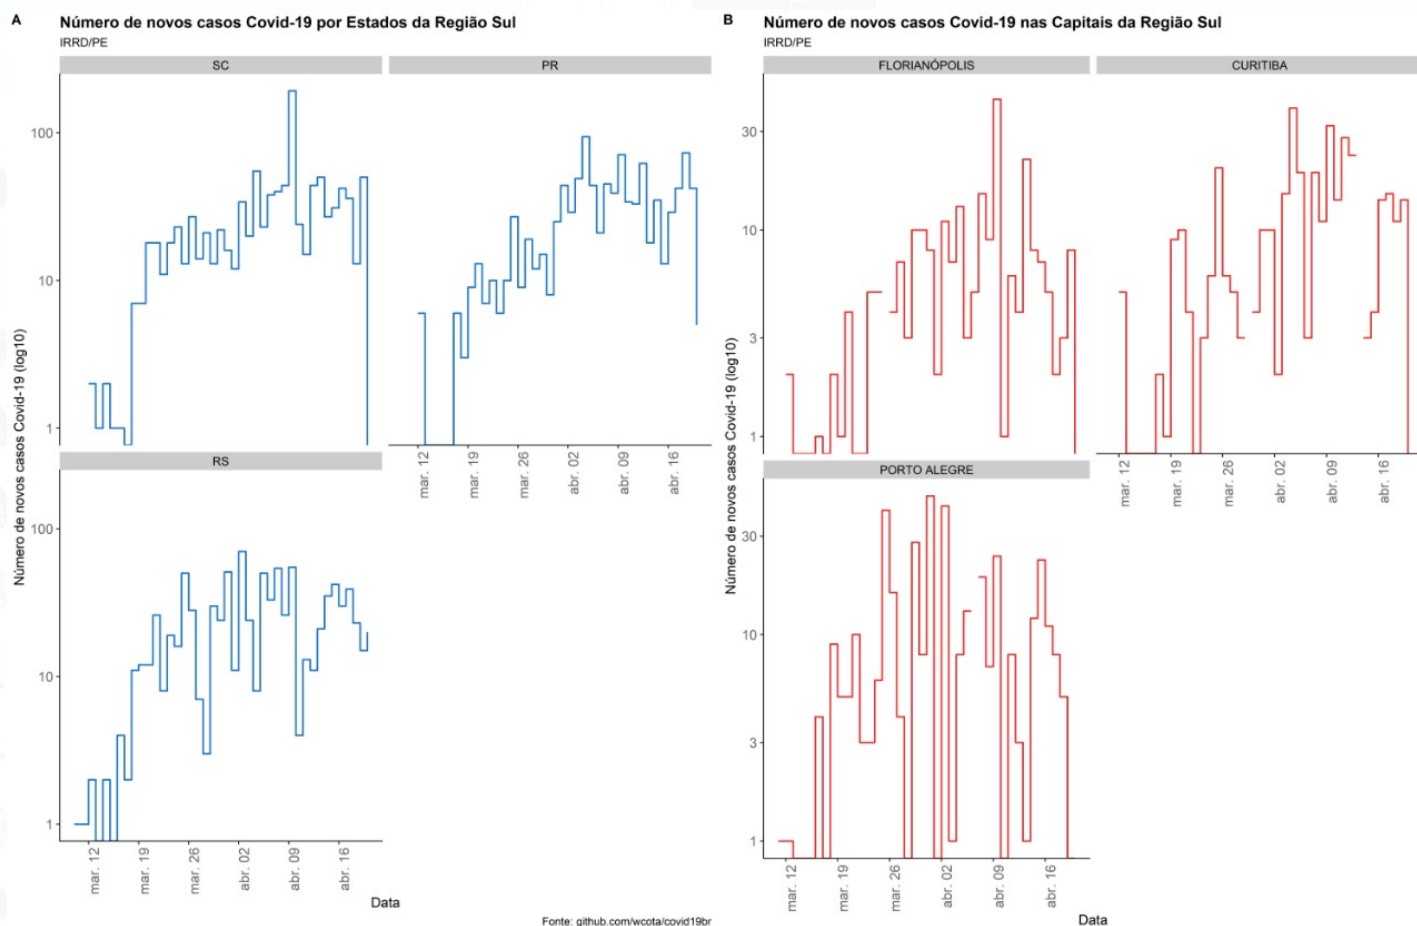 A
Número de novos casos Covid-19 por Estados da Região Sul
IRRD/PE
SC
PR
100
10
1
mar. 12
mar. 19
mar. 26
abr. 02
abr. 09
abr. 16
RS
100
10
1
mar. 12
mar. 19
mar. 26
abr. 02
abr. 09
abr. 16
Número de novos casos Covid-19 (log10)
Data
Fonte: github.com/wcota/covid19br
B
Número de novos casos Covid-19 nas Capitais da Região Sul
IRRD/PE
FLORIANÓPOLIS
CURITIBA
30
10
3
1
mar. 12
mar. 19
mar. 26
abr. 02
abr. 09
abr. 16
PORTO ALEGRE
30
10
3
1
mar. 12
mar. 19
mar. 26
abr. 02
abr. 09
abr. 16
Número de novos casos Covid-19 (log10)
Data